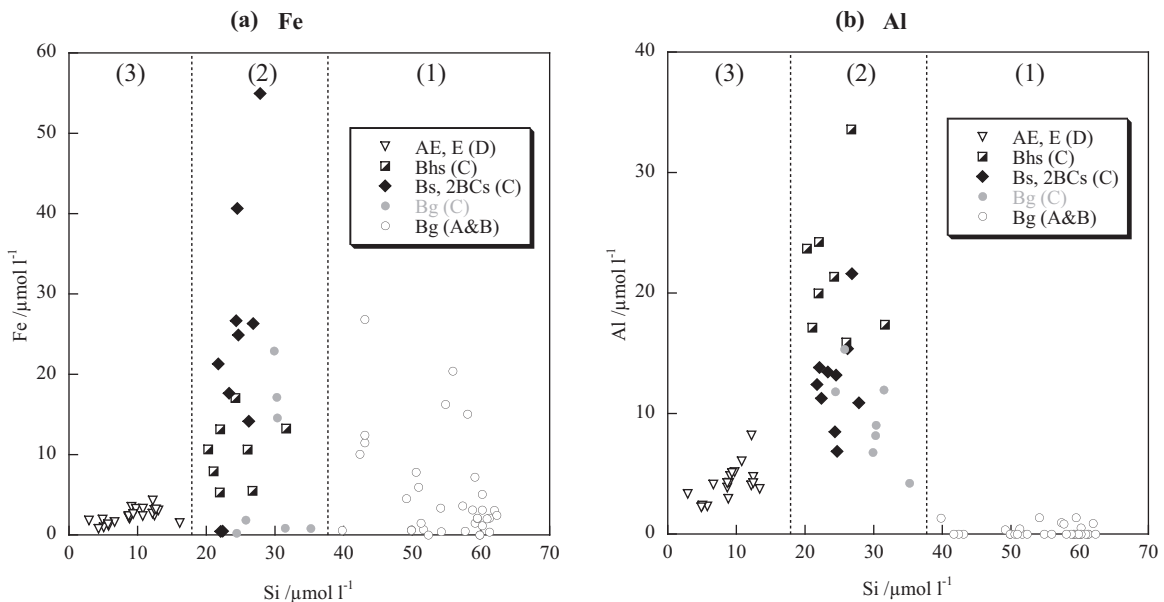 (a) Fe
60
50
40
30
20
10
0
Fe /µmol l-1
(3)
(2)
(1)
AE, E (D)
Bhs (C)
Bs, 2BCs (C)
Bg (C)
Bg (A&B)
0 10 20 30 40 50 60 70
Si /µmol l-1
(b) Al
40
30
20
10
0
Al /µmol l-1
(3)
(2)
(1)
AE, E (D)
Bhs (C)
Bs, 2BCs (C)
Bg (C)
Bg (A&B)
0 10 20 30 40 50 60 70
Si /µmol l-1